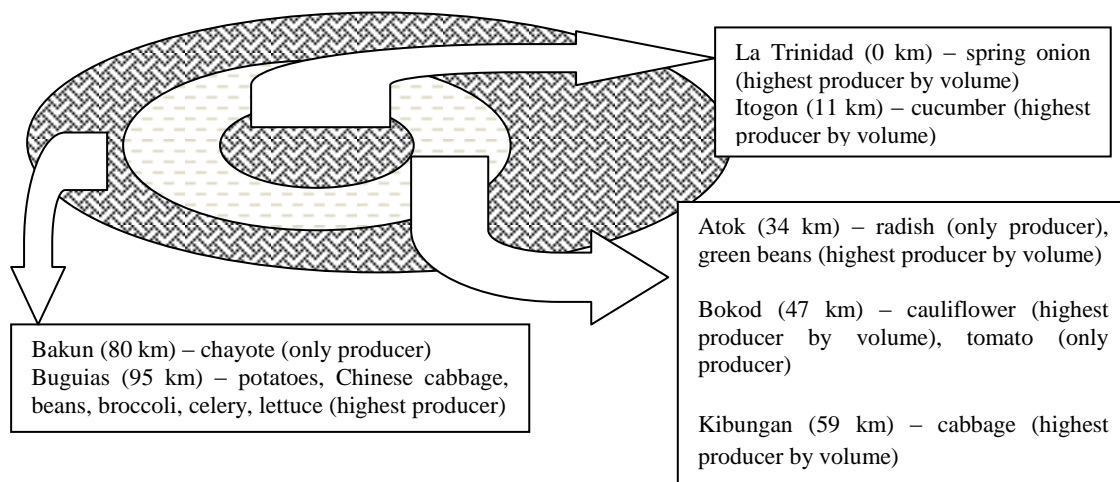 La Trinidad (0 km) – spring onion
(highest producer by volume)
Itogon (11 km) – cucumber (highest
producer by volume)
Atok (34 km) – radish (only producer),
green beans (highest producer by volume)
Bokod (47 km) – cauliflower (highest
producer by volume), tomato (only
producer)
Kibungan (59 km) – cabbage (highest
producer by volume)
Bakun (80 km) – chayote (only producer)
Buguias (95 km) – potatoes, Chinese cabbage,
beans, broccoli, celery, lettuce (highest producer)